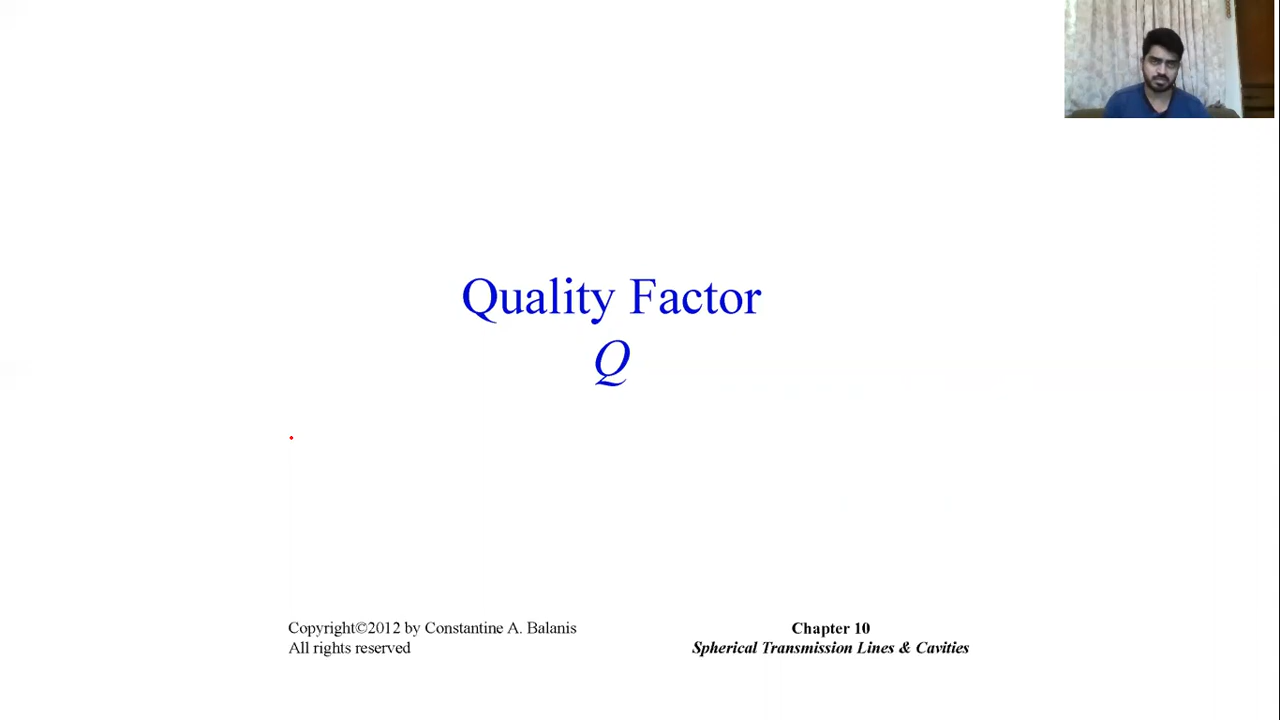 Quality Factor
Q
Copyright©2012 by Constantine A. Balanis
All rights reserved
Chapter 10
Spherical Transmission Lines & Cavities